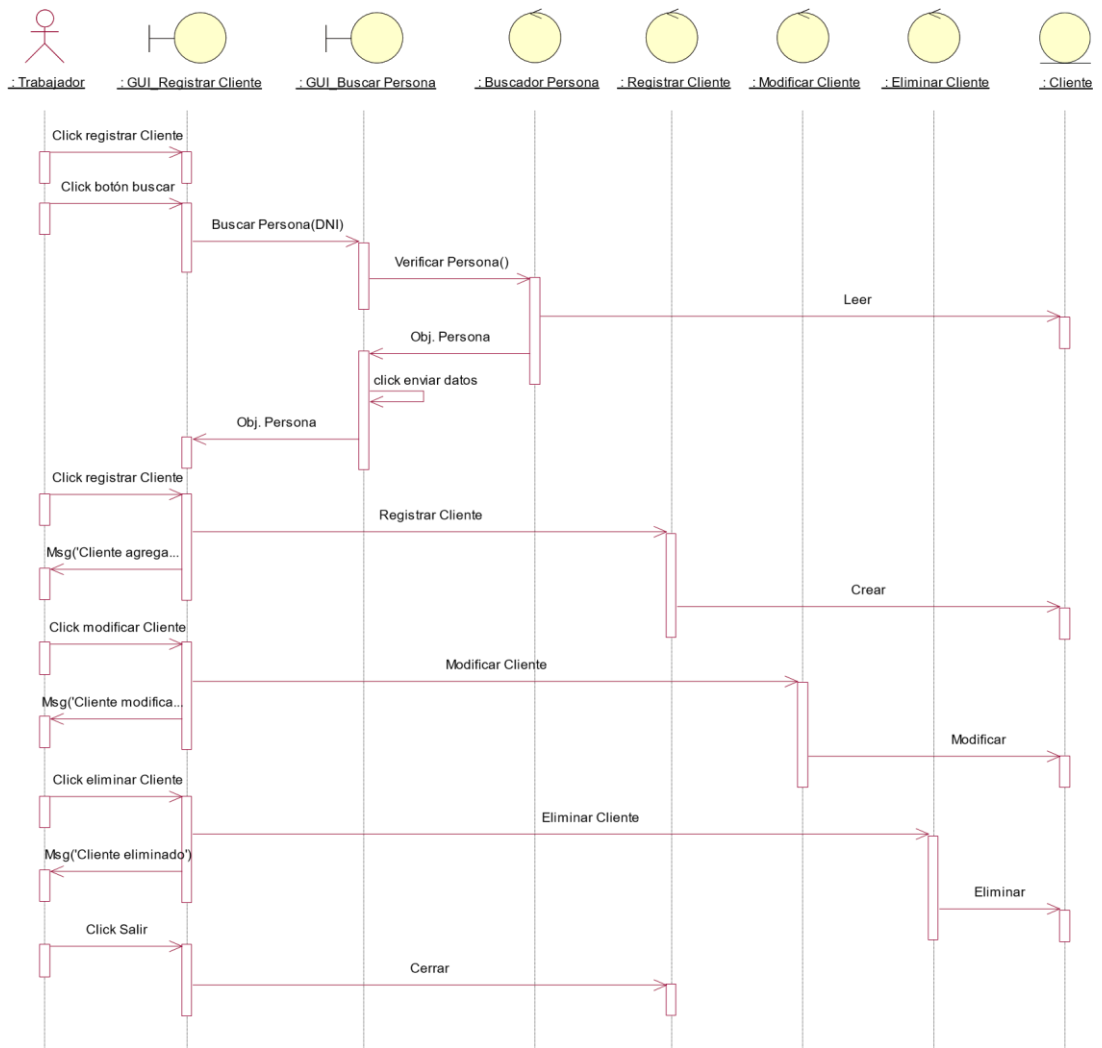 : Trabajador
: GUI_Registrar Cliente
: GUI_Buscar Persona
: Buscador Persona
: Registrar Cliente
: Modificar Cliente
: Eliminar Cliente
: Cliente
Click registrar Cliente
Click botón buscar
Buscar Persona(DNI)
Verificar Persona()
Leer
Obj. Persona
click enviar datos
Obj. Persona
Click registrar Cliente
Registrar Cliente
Msg('Cliente agrega...
Crear
Click modificar Cliente
Modificar Cliente
Msg('Cliente modifica...
Modificar
Click eliminar Cliente
Eliminar Cliente
Msg('Cliente eliminado')
Eliminar
Click Salir
Cerrar